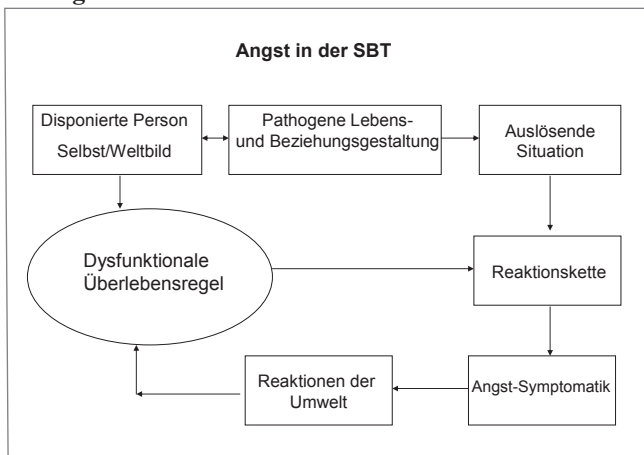 Angst in der SBT
Disponierte Person
Selbst/Weltbild
Pathogene Lebens-
und Beziehungsgestaltung
Auslösende
Situation
Dysfunktionale
Überlebensregel
Reaktionskette
Reaktionen der
Umwelt
Angst-Symptomatik